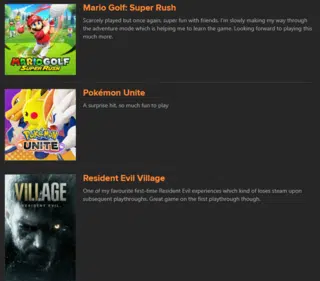 Mario Golf: Super Rush
Scarcely played but once again, super fun with friends. I'm slowly making my way through
the adventure mode which is helping me to learn the game. Looking forward to playing this
much more.
MARIO GOLF
SUPER RUSH
Pokémon Unite
A surprise hit, so much fun to play
POKÉMON
UNITE
Resident Evil Village
One of my favourite first-time Resident Evil experiences which kind of loses steam upon
subsequent playthroughs. Great game on the first playthrough though.
VILLAGE
RESIDENT EVIL